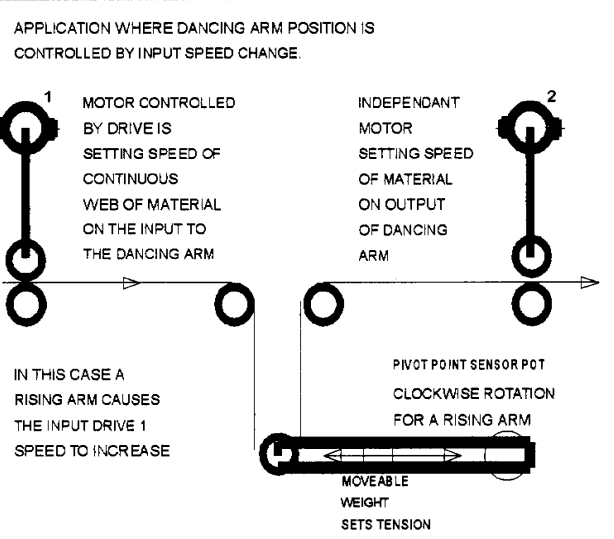 APPLICATION WHERE DANCING ARM POSITION IS
CONTROLLED BY INPUT SPEED CHANGE.
1
MOTOR CONTROLLED
BY DRIVE IS
SETTING SPEED OF
CONTINUOUS
WEB OF MATERIAL
ON THE INPUT TO
THE DANCING ARM
INDEPENDANT
MOTOR
SETTING SPEED
OF MATERIAL
ON OUTPUT
OF DANCING
ARM
2
IN THIS CASE A
RISING ARM CAUSES
THE INPUT DRIVE 1
SPEED TO INCREASE
PIVOT POINT SENSOR POT
CLOCKWISE ROTATION
FOR A RISING ARM
MOVEABLE
WEIGHT
SETS TENSION